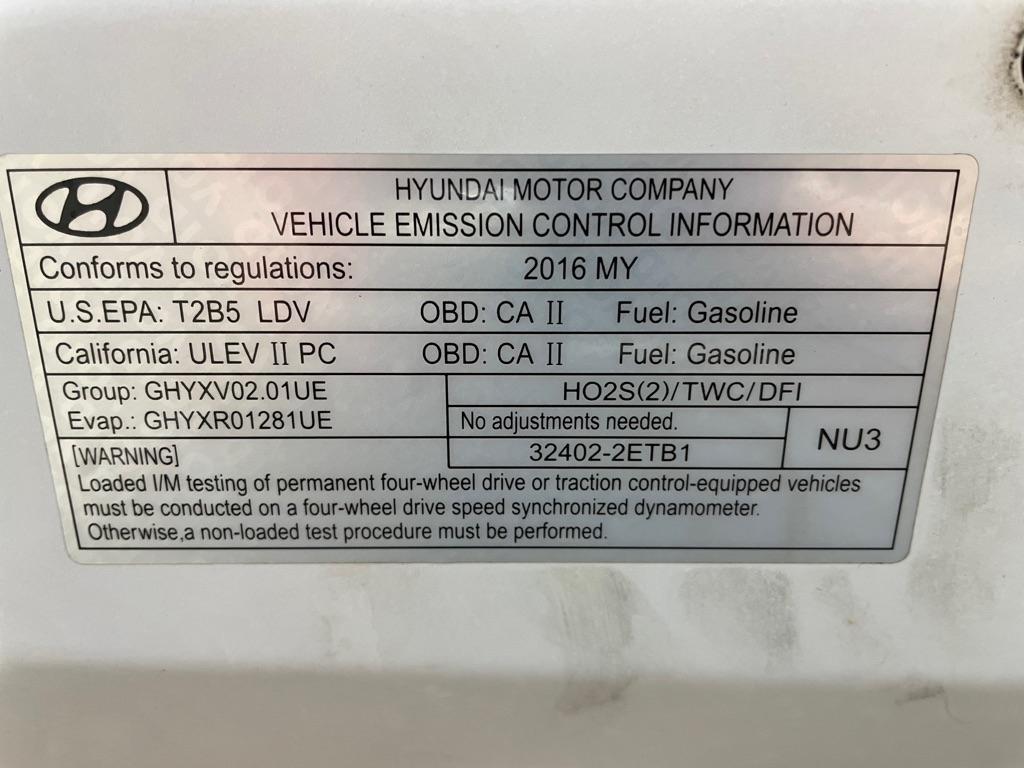 HYUNDAI MOTOR COMPANY
VEHICLE EMISSION CONTROL INFORMATION
Conforms to regulations: 2016 MY
U.S.EPA: T2B5 LDV OBD: CA II Fuel: Gasoline
California: ULEV II PC OBD: CA II Fuel: Gasoline
Group: GHYXV02.01UE HO2S(2)/TWC/DFI
Evap.: GHYXR01281UE No adjustments needed. NU3
[WARNING] 32402-2ETB1
Loaded I/M testing of permanent four-wheel drive or traction control-equipped vehicles
must be conducted on a four-wheel drive speed synchronized dynamometer.
Otherwise,a non-loaded test procedure must be performed.